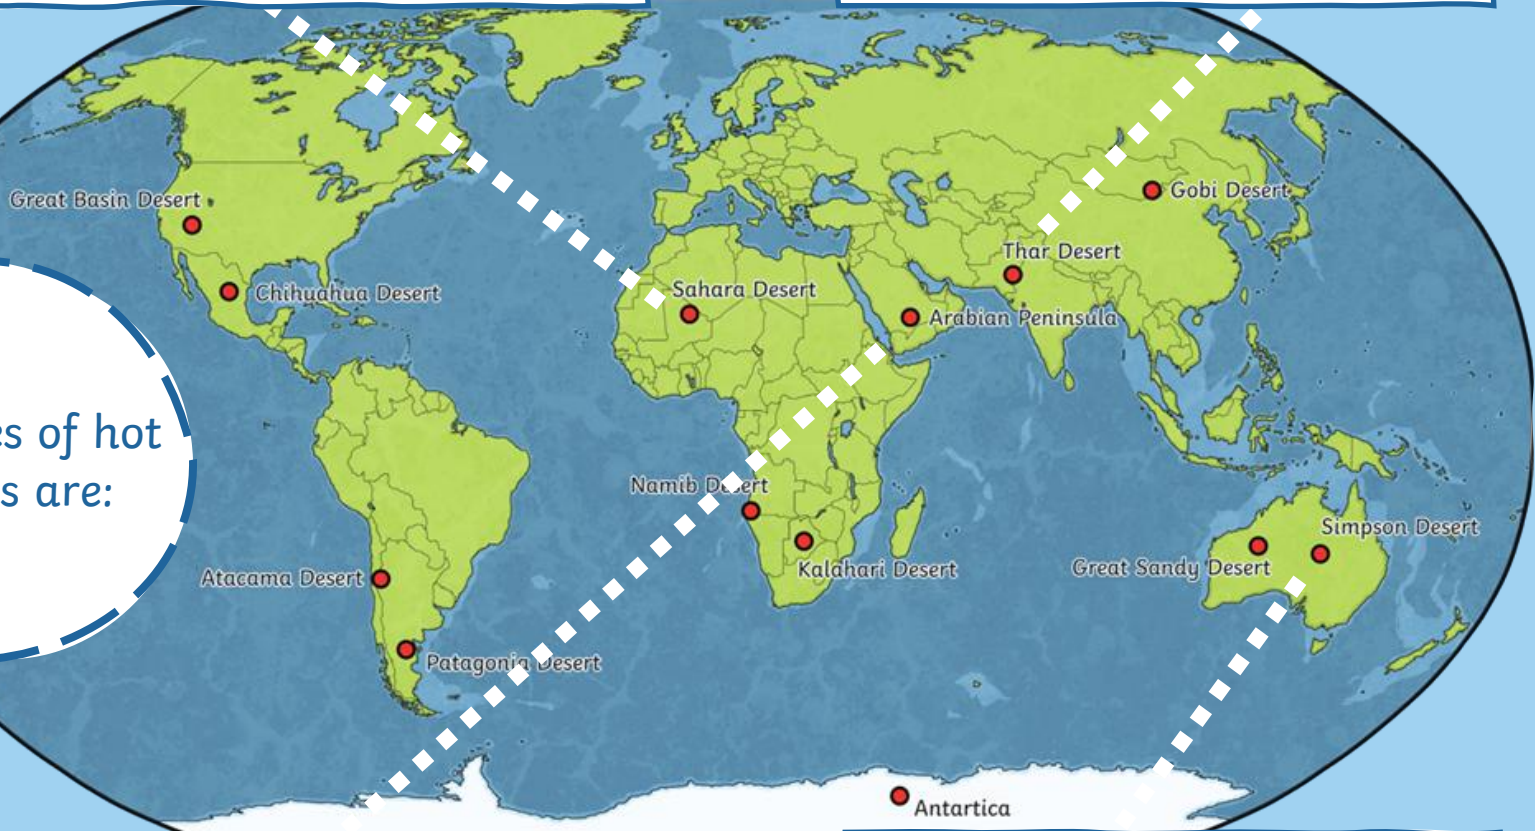 Great Basin Desert
Gobi Desert
Thar Desert
Chihuahua Desert
Sahara Desert
Arabian Peninsula
es of hot
s are:
Namib Desert
Simpson Desert
Kalahari Desert
Great Sandy Desert
Atacama Desert
Patagonia Desert
Antartica